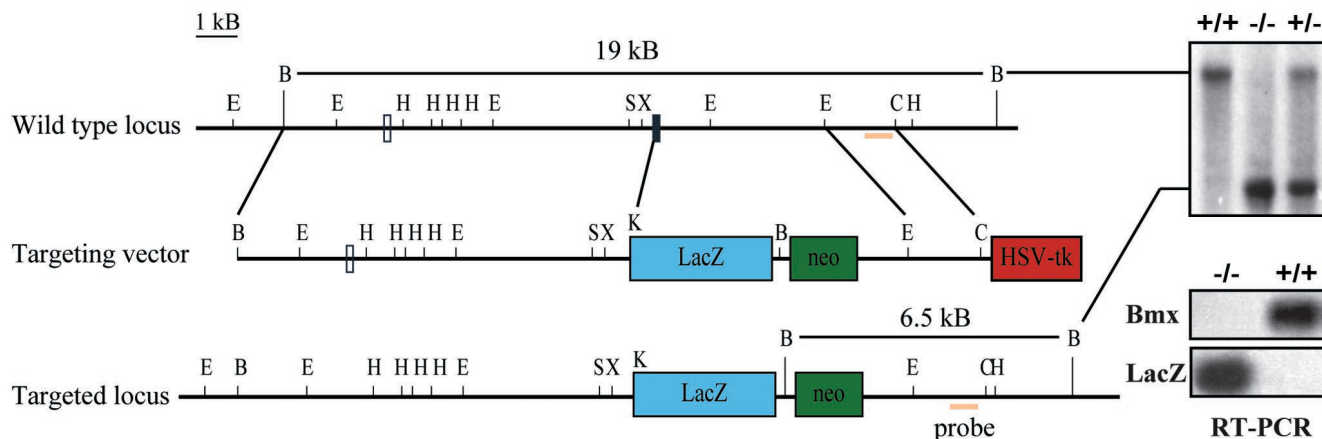 1 kB
+/+ -/- +/-
19 kB
B B
E E H H H H E S X E E C H
Wild type locus
B E H H H H E S X K B E C
Targeting vector LacZ neo HSV-tk
-/- +/+
Bmx
6.5 kB
B B
E B E H H H H E S X K E C H
LacZ
Targeted locus LacZ neo
probe
RT-PCR